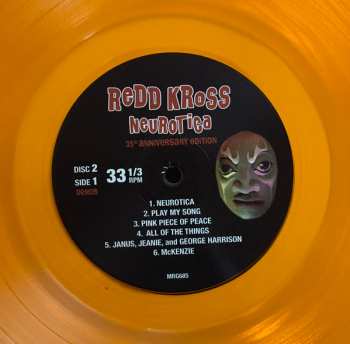 REDD KROSS
NEUROTICA
35th ANNIVERSARY EDITION
DISC 2
SIDE 1
33 1/3
RPM
1. NEUROTICA
2. PLAY MY SONG
3. PINK PIECE OF PEACE
4. ALL OF THE THINGS
5. JANUS, JEANIE, and GEORGE HARRISON
6. McKENZIE
MRG685